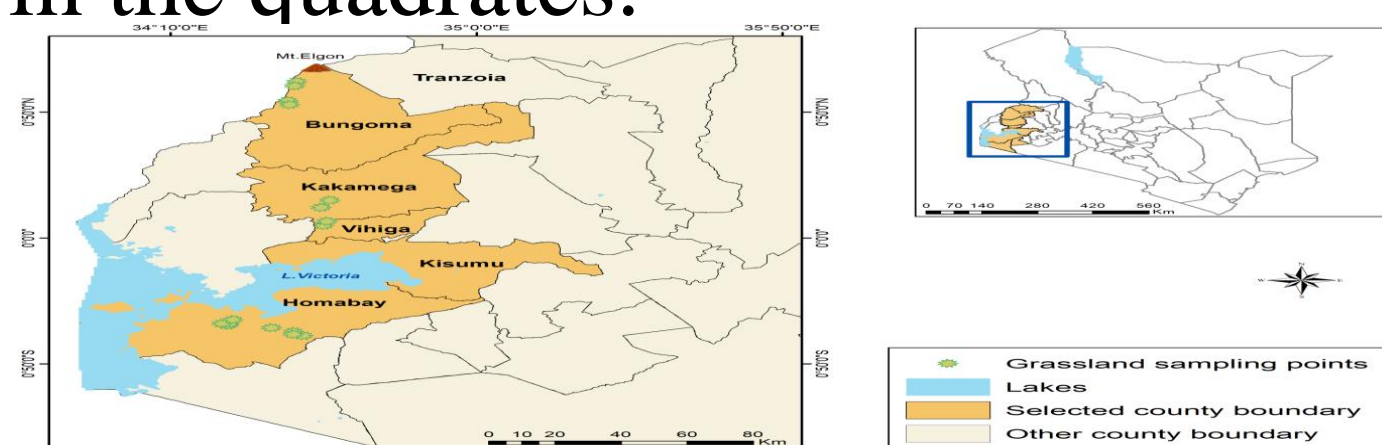 in the quadrates.
34°10'0"E 35°0'0"E 35°50'0"E
Mt.Elgon
Tranzoia
0°50'0"N 0°50'0"N
Bungoma
Kakamega
Vihiga
0°0'0" 0°0'0"
Kisumu
L.Victoria
Homabay
0°50'0"S 0°50'0"S
0 10 20 40 60 80 Km
0 70 140 280 420 560 Km
N
W E
S
Grassland sampling points
Lakes
Selected county boundary
Other county boundary